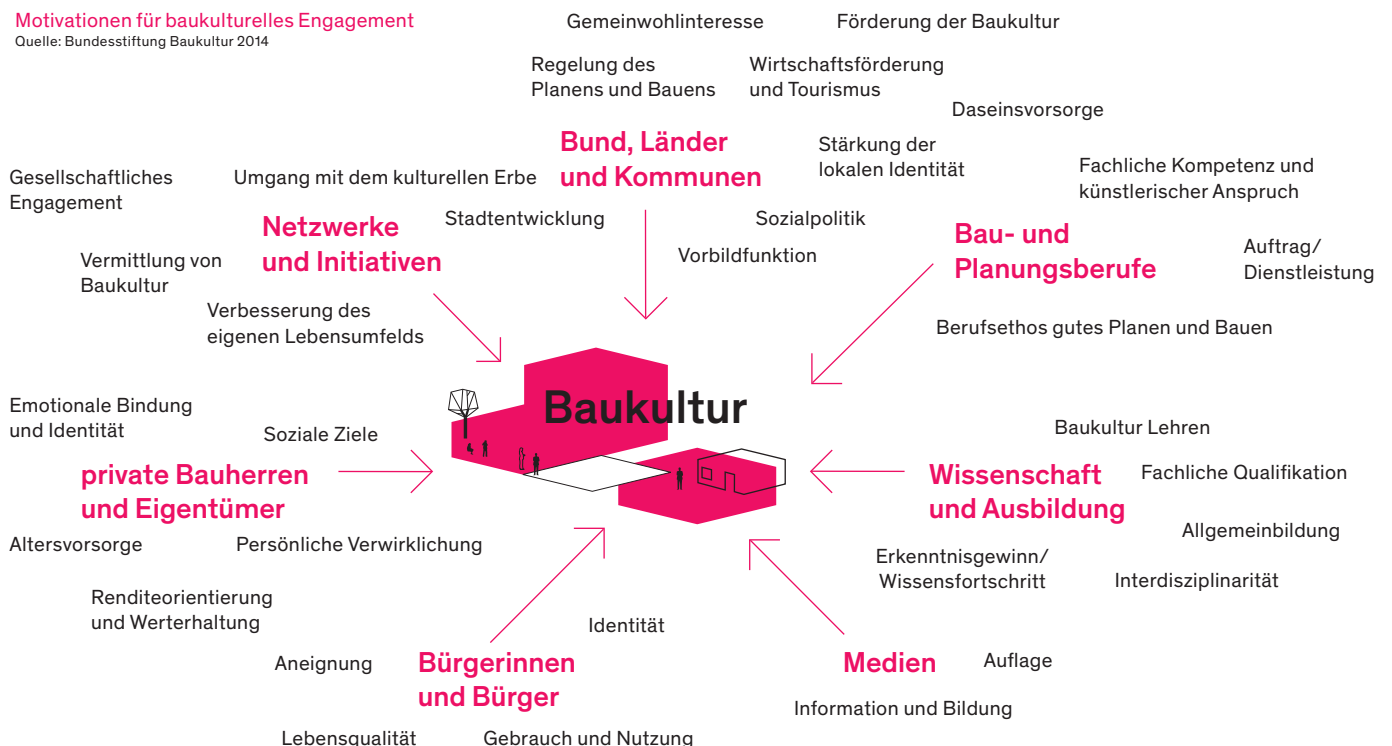 Motivationen für baukulturelles Engagement
Quelle: Bundesstiftung Baukultur 2014
Gemeinwohlinteresse
Förderung der Baukultur
Regelung des
Planens und Bauens
Wirtschaftsförderung
und Tourismus
Daseinsvorsorge
Bund, Länder
und Kommunen
Stärkung der
lokalen Identität
Stadtentwicklung
Sozialpolitik
Vorbildfunktion
Gesellschaftliches
Engagement
Umgang mit dem kulturellen Erbe
Netzwerke
und Initiativen
Vermittlung von
Baukultur
Verbesserung des
eigenen Lebensumfelds
Fachliche Kompetenz und
künstlerischer Anspruch
Bau- und
Planungsberufe
Auftrag/
Dienstleistung
Berufsethos gutes Planen und Bauen
Baukultur
Emotionale Bindung
und Identität
Soziale Ziele
private Bauherren
und Eigentümer
Altersvorsorge
Persönliche Verwirklichung
Renditeorientierung
und Werterhaltung
Baukultur Lehren
Wissenschaft
und Ausbildung
Fachliche Qualifikation
Allgemeinbildung
Erkenntnisgewinn/
Wissensfortschritt
Interdisziplinarität
Identität
Aneignung
Bürgerinnen
und Bürger
Lebensqualität
Gebrauch und Nutzung
Medien
Auflage
Information und Bildung